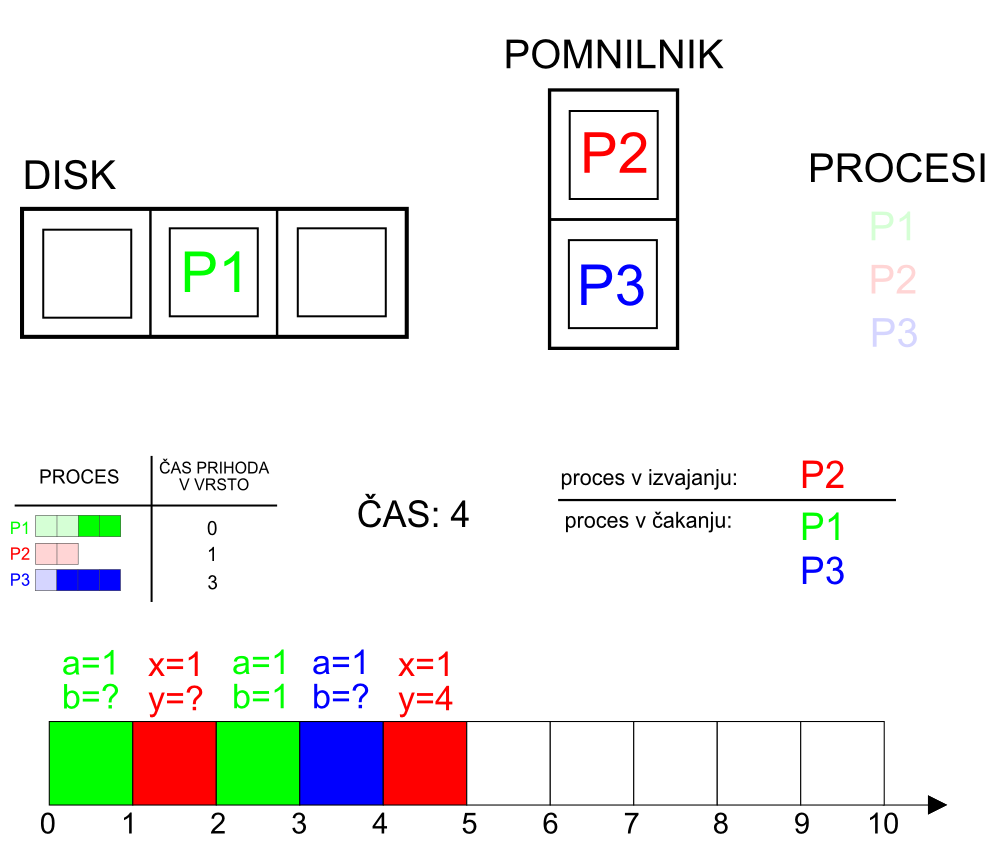 POMNILNIK
P2
P3
DISK
P1
PROCESI
P1
P2
P3
PROCES
ČAS PRIHODA
V VRSTO
P1
0
P2
1
P3
3
ČAS: 4
proces v izvajanju:
P2
proces v čakanju:
P1
P3
a=1
b=?
x=1
y=?
a=1
b=1
a=1
b=?
x=1
y=4
0 1 2 3 4 5 6 7 8 9 10